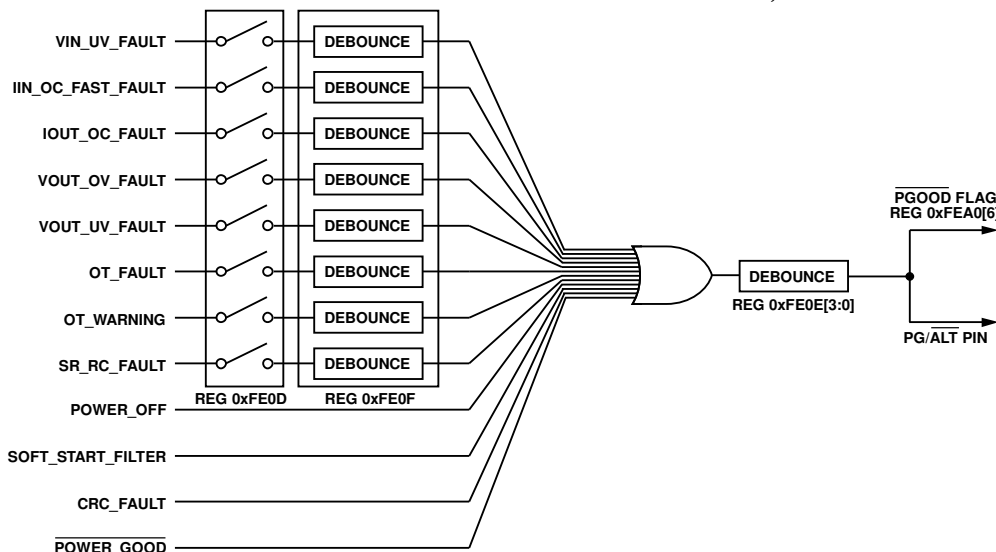 VIN_UV_FAULT
DEBOUNCE
IIN_OC_FAST_FAULT
DEBOUNCE
IOUT_OC_FAULT
DEBOUNCE
VOUT_OV_FAULT
DEBOUNCE
VOUT_UV_FAULT
DEBOUNCE
OT_FAULT
DEBOUNCE
OT_WARNING
DEBOUNCE
SR_RC_FAULT
DEBOUNCE
REG 0xFE0D
REG 0xFE0F
POWER_OFF
SOFT_START_FILTER
CRC_FAULT
POWER_GOOD
DEBOUNCE
REG 0xFE0E[3:0]
PGOOD FLAG
REG 0xFEA0[6]
PG/ALT PIN